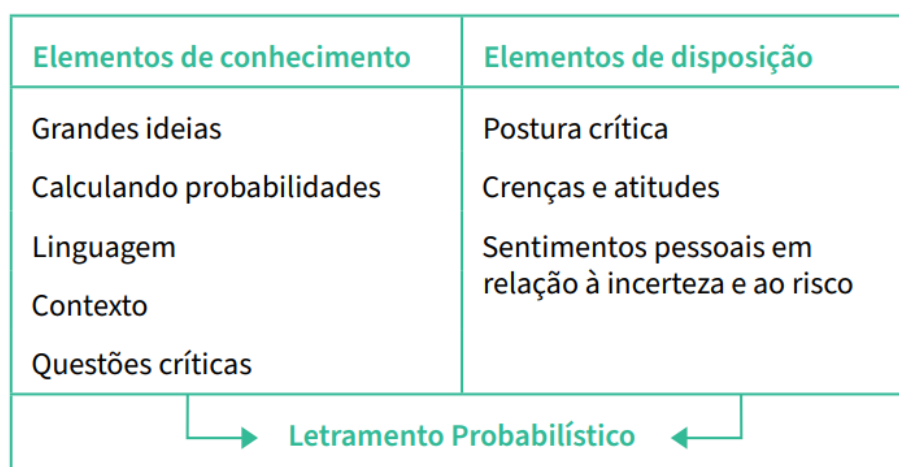 Elementos de conhecimento
Elementos de disposição
Grandes ideias
Calculando probabilidades
Linguagem
Contexto
Questões críticas
Postura crítica
Crenças e atitudes
Sentimentos pessoais em
relação à incerteza e ao risco
Letramento Probabilístico